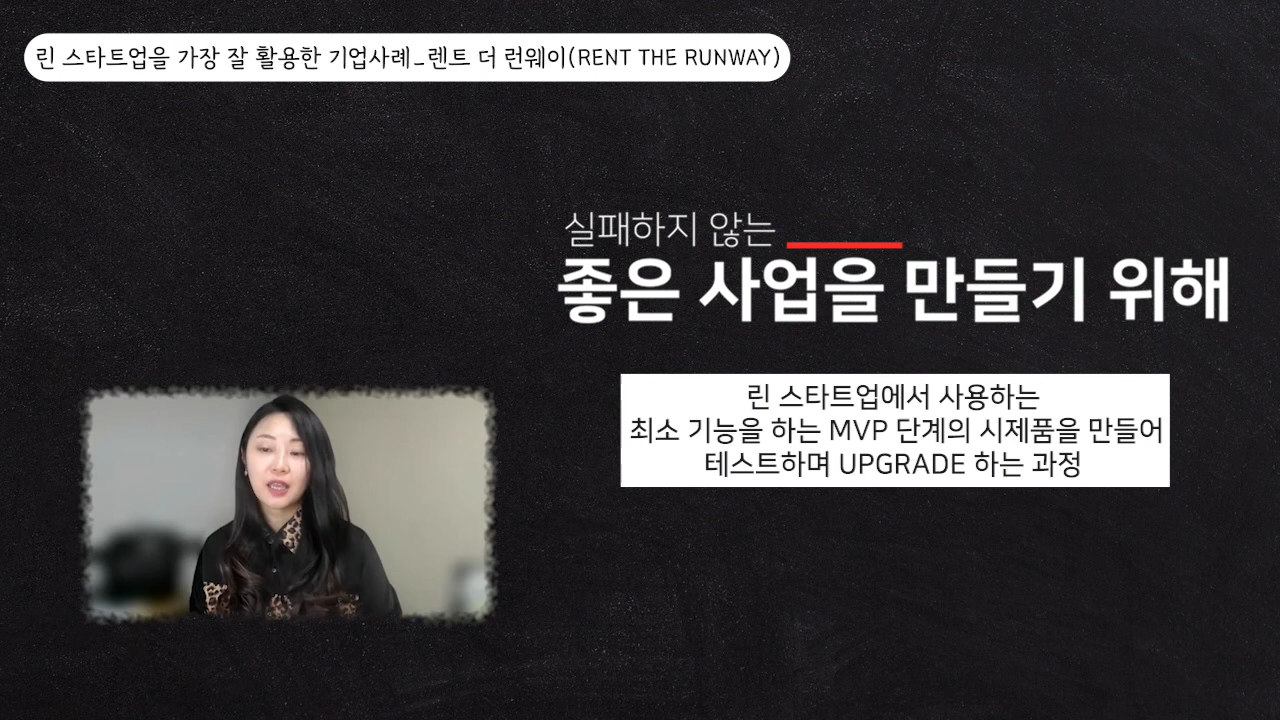 린 스타트업을 가장 잘 활용한 기업사례_렌트 더 런웨이(RENT THE RUNWAY)
실패하지 않는
좋은 사업을 만들기 위해
린 스타트업에서 사용하는
최소 기능을 하는 MVP 단계의 시제품을 만들어
테스트하며 UPGRADE 하는 과정